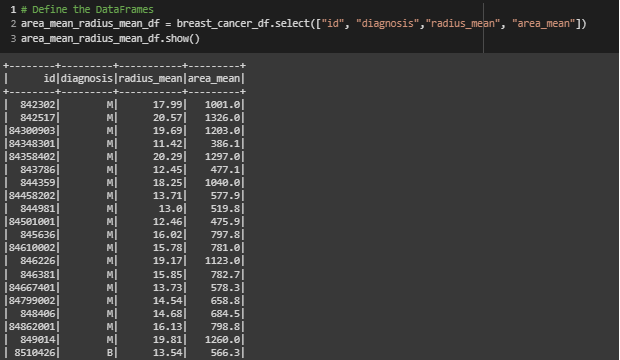 1 # Define the DataFrames
2 area_mean_radius_mean_df = breast_cancer_df.select(["id", "diagnosis","radius_mean", "area_mean"])
3 area_mean_radius_mean_df.show()
+--------+---------+-----------+---------+
|      id|diagnosis|radius_mean|area_mean|
+--------+---------+-----------+---------+
|  842302|        M|      17.99|   1001.0|
|  842517|        M|      20.57|   1326.0|
|84300903|        M|      19.69|   1203.0|
|84348301|        M|      11.42|    386.1|
|84358402|        M|      20.29|   1297.0|
|  843786|        M|      12.45|    477.1|
|  844359|        M|      18.25|   1040.0|
|84458202|        M|      13.71|    577.9|
|  844981|        M|       13.0|    519.8|
|84501001|        M|      12.46|    475.9|
|  845636|        M|      16.02|    797.8|
|84610002|        M|      15.78|    781.0|
|  846226|        M|      19.17|   1123.0|
|  846381|        M|      15.85|    782.7|
|84667401|        M|      13.73|    578.3|
|84799002|        M|      14.54|    658.8|
|  848406|        M|      14.68|    684.5|
|84862001|        M|      16.13|    798.8|
|  849014|        M|      19.81|   1260.0|
| 8510426|        B|      13.54|    566.3|